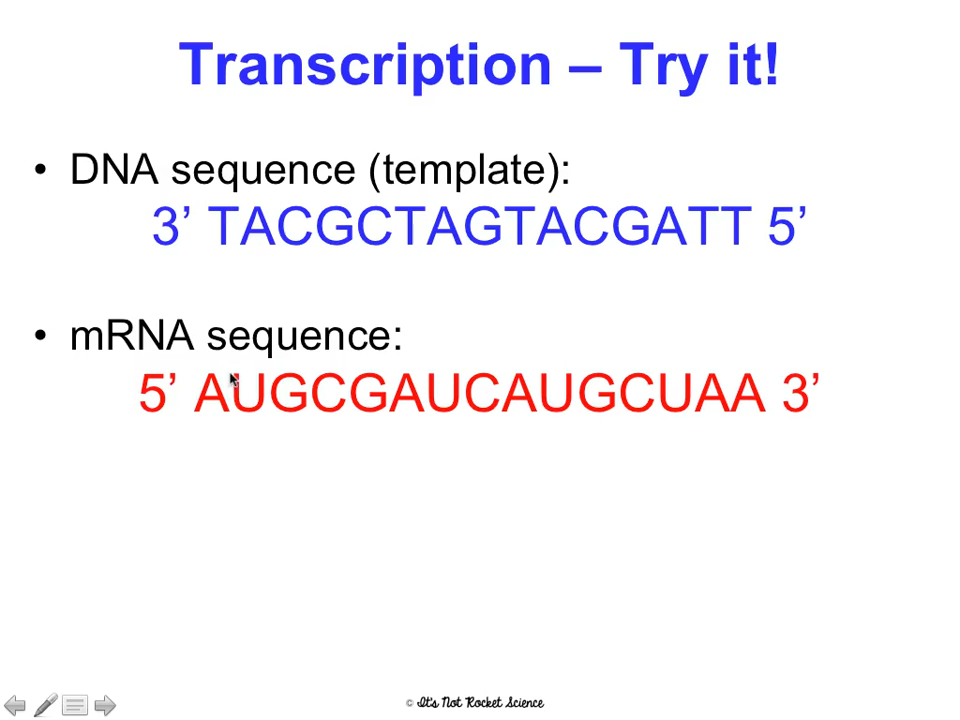 Transcription – Try it!
• DNA sequence (template):
3’ TACGCTAGTACGATT 5’
• mRNA sequence:
5’ AUGCGAUCAUGCUAA 3’
© It's Not Rocket Science